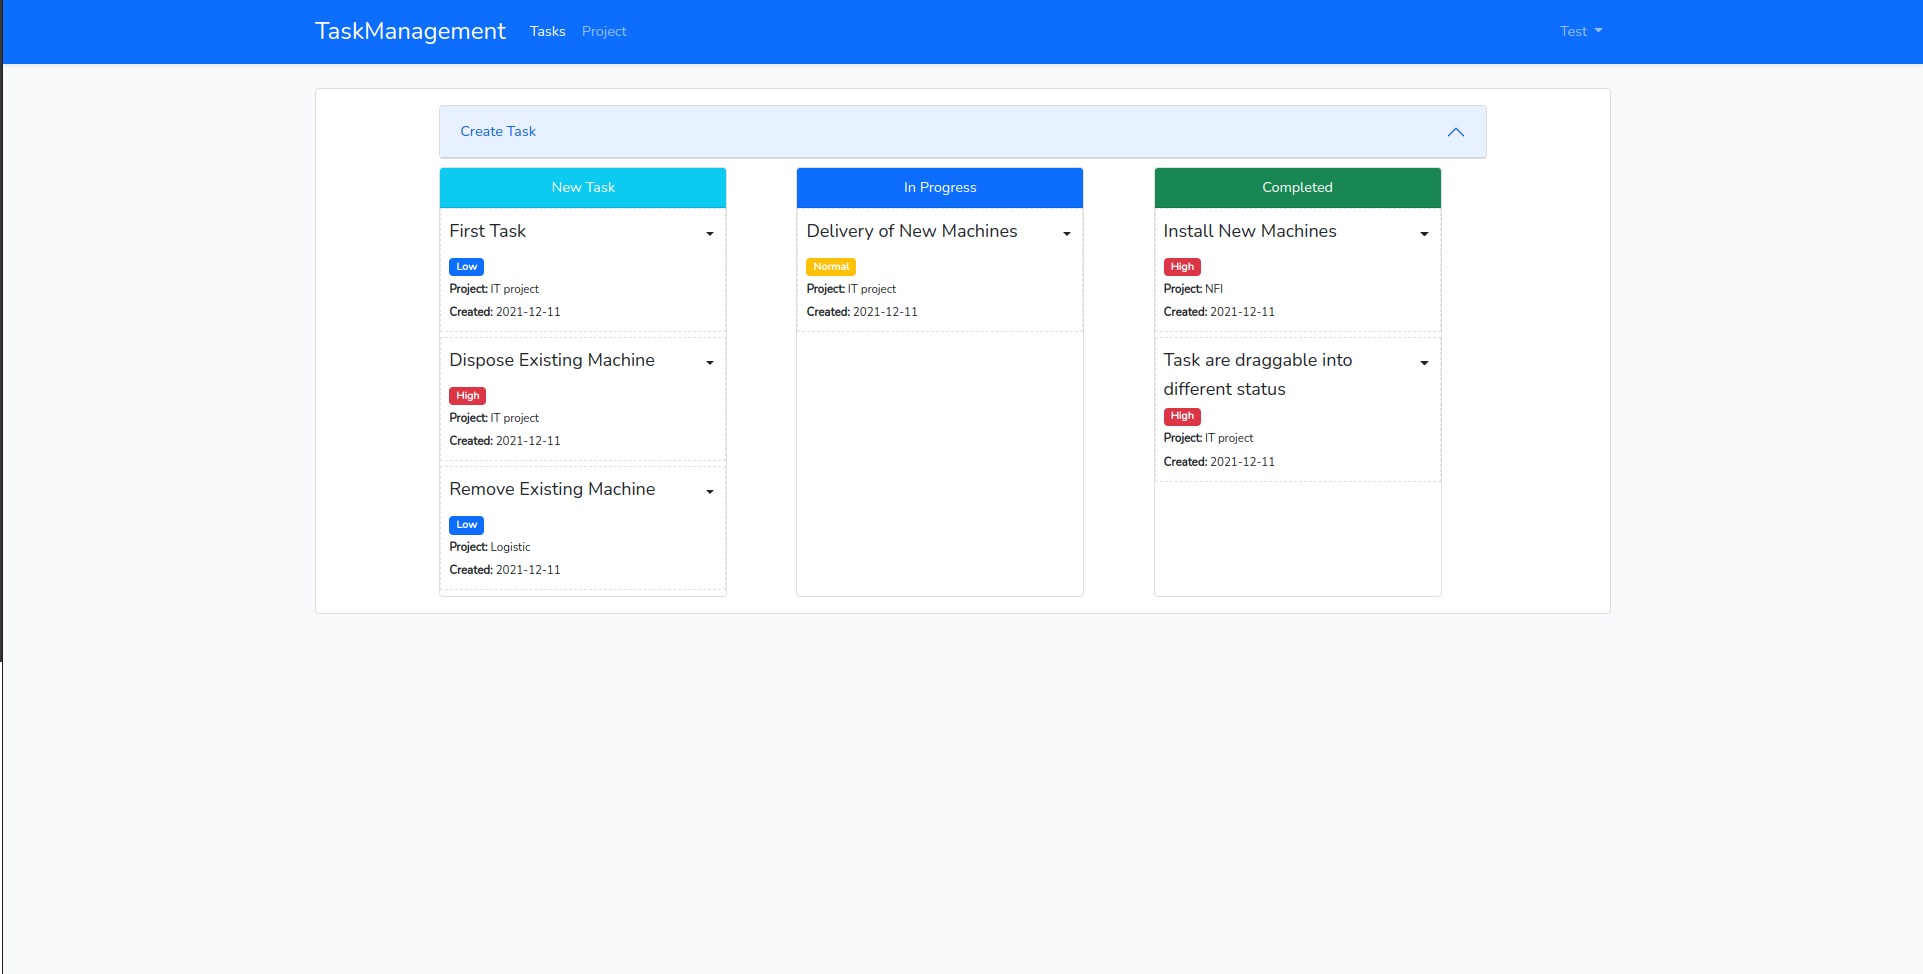 TaskManagement Tasks Project Test
Create Task
New Task
First Task
Low
Project: IT project
Created: 2021-12-11
Dispose Existing Machine
High
Project: IT project
Created: 2021-12-11
Remove Existing Machine
Low
Project: Logistic
Created: 2021-12-11
In Progress
Delivery of New Machines
Normal
Project: IT project
Created: 2021-12-11
Completed
Install New Machines
High
Project: NFI
Created: 2021-12-11
Task are draggable into
different status
High
Project: IT project
Created: 2021-12-11